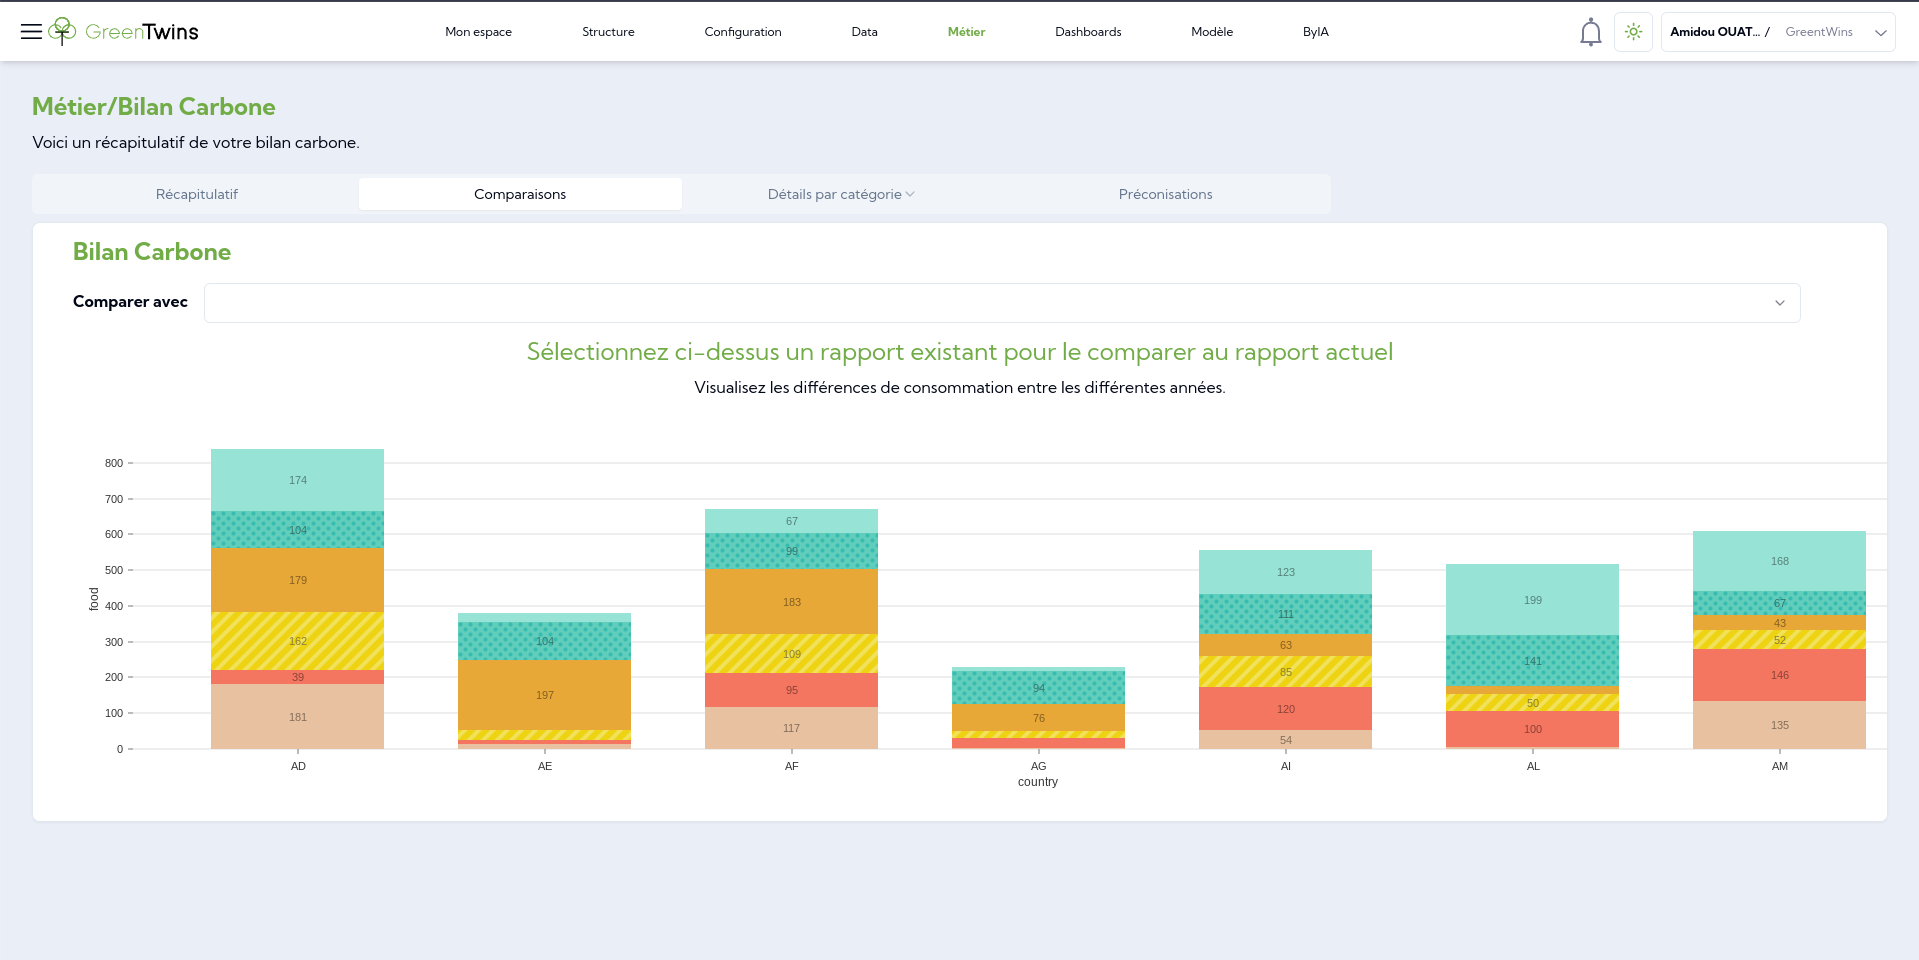 GreenTwins
Mon espace
Structure
Configuration
Data
Métier
Dashboards
Modèle
ByIA
Amidou OUAT... / GreentWins
Métier/Bilan Carbone
Voici un récapitulatif de votre bilan carbone.
Récapitulatif
Comparaisons
Détails par catégorie
Préconisations
Bilan Carbone
Comparer avec
Sélectionnez ci-dessus un rapport existant pour le comparer au rapport actuel
Visualisez les différences de consommation entre les différentes années.
food
800
700
600
500
400
300
200
100
0
174
104
179
162
39
181
104
197
67
99
183
109
95
117
94
76
123
111
63
85
120
54
199
141
50
100
168
67
43
52
146
135
AD
AE
AF
AG
AI
AL
AM
country